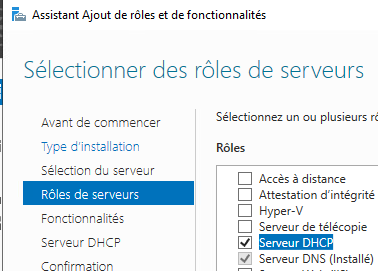 Assistant Ajout de rôles et de fonctionnalités
Sélectionner des rôles de serveurs
Avant de commencer
Type d'installation
Sélection du serveur
Rôles de serveurs
Fonctionnalités
Serveur DHCP
Confirmation
Sélectionnez un ou plusieurs
Rôles
Accès à distance
Attestation d'intégrité
Hyper-V
Serveur de télécopie
Serveur DHCP
Serveur DNS (Installé)